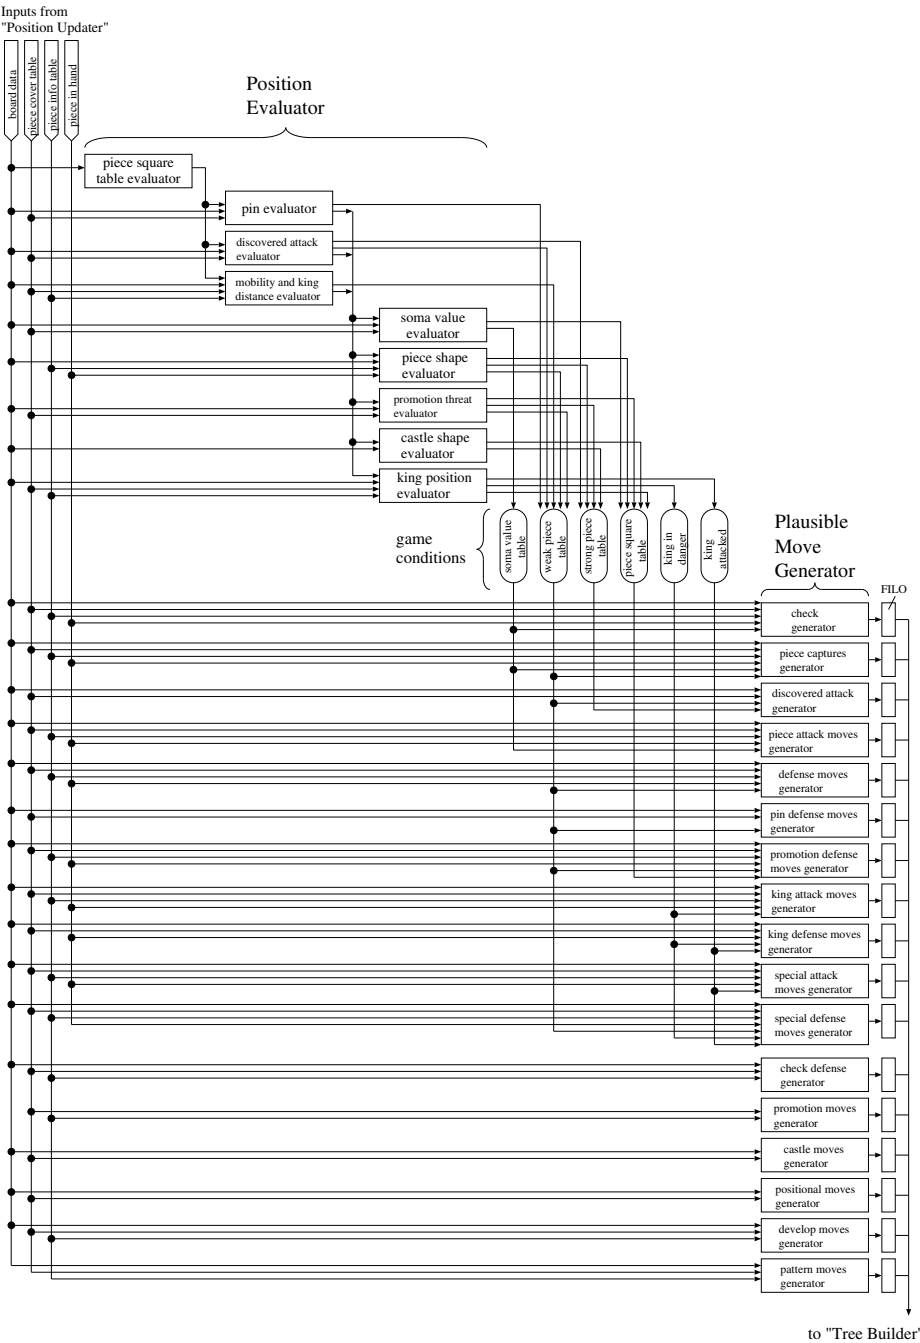 Inputs from
"Position Updater"
board data
piece cover table
piece info table
piece in hand
Position
Evaluator
piece square
table evaluator
pin evaluator
discovered attack
evaluator
mobility and king
distance evaluator
soma value
evaluator
piece shape
evaluator
promotion threat
evaluator
castle shape
evaluator
king position
evaluator
game
conditions
soma value
table
weak piece
table
strong piece
table
piece square
table
king in
danger
king
attacked
Plausible
Move
Generator
FILO
check
generator
piece captures
generator
discovered attack
generator
piece attack moves
generator
defense moves
generator
pin defense moves
generator
promotion defense
moves generator
king attack moves
generator
king defense moves
generator
special attack
moves generator
special defense
moves generator
check defense
generator
promotion moves
generator
castle moves
generator
positional moves
generator
develop moves
generator
pattern moves
generator
to "Tree Builder"